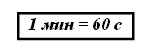 1 мин = 60 с